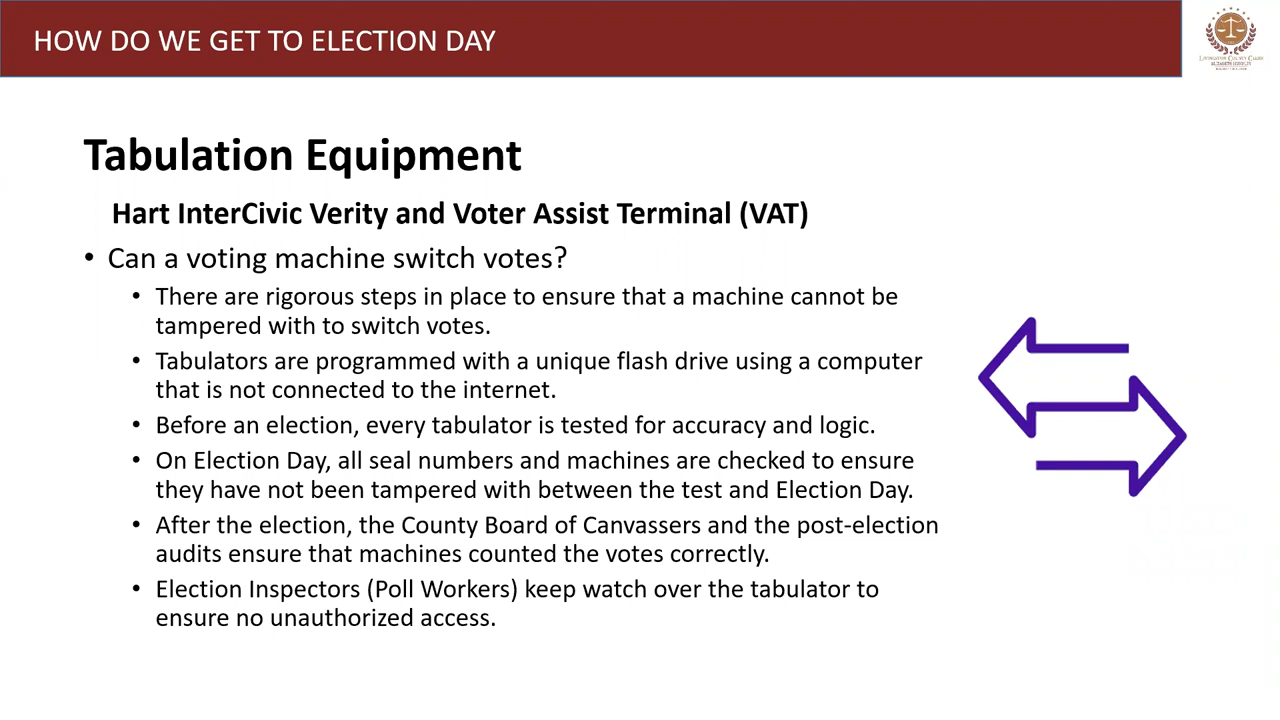 HOW DO WE GET TO ELECTION DAY
LIVINGSTON COUNTY CLERK
Tabulation Equipment
Hart InterCivic Verity and Voter Assist Terminal (VAT)
• Can a voting machine switch votes?
• There are rigorous steps in place to ensure that a machine cannot be
tampered with to switch votes.
• Tabulators are programmed with a unique flash drive using a computer
that is not connected to the internet.
• Before an election, every tabulator is tested for accuracy and logic.
• On Election Day, all seal numbers and machines are checked to ensure
they have not been tampered with between the test and Election Day.
• After the election, the County Board of Canvassers and the post-election
audits ensure that machines counted the votes correctly.
• Election Inspectors (Poll Workers) keep watch over the tabulator to
ensure no unauthorized access.